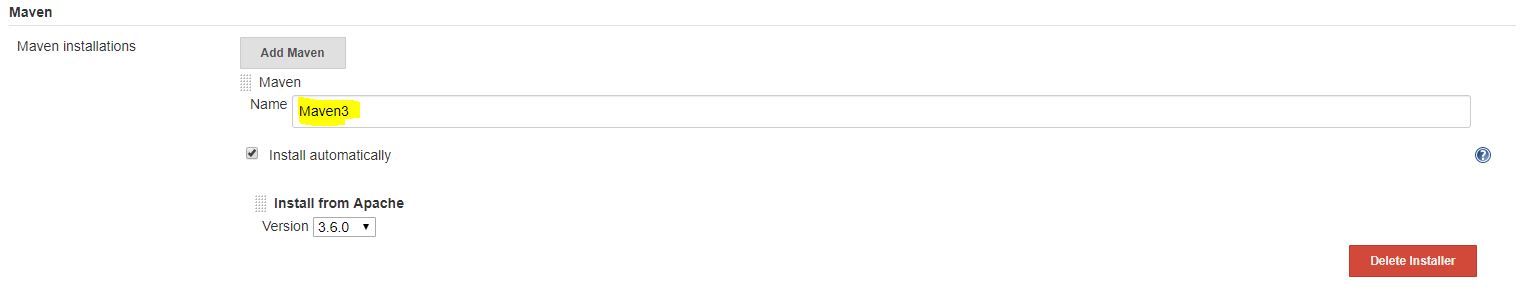 Maven
Maven installations
Add Maven
Maven
Name Maven3
Install automatically
?
Install from Apache
Version 3.6.0
Delete Installer